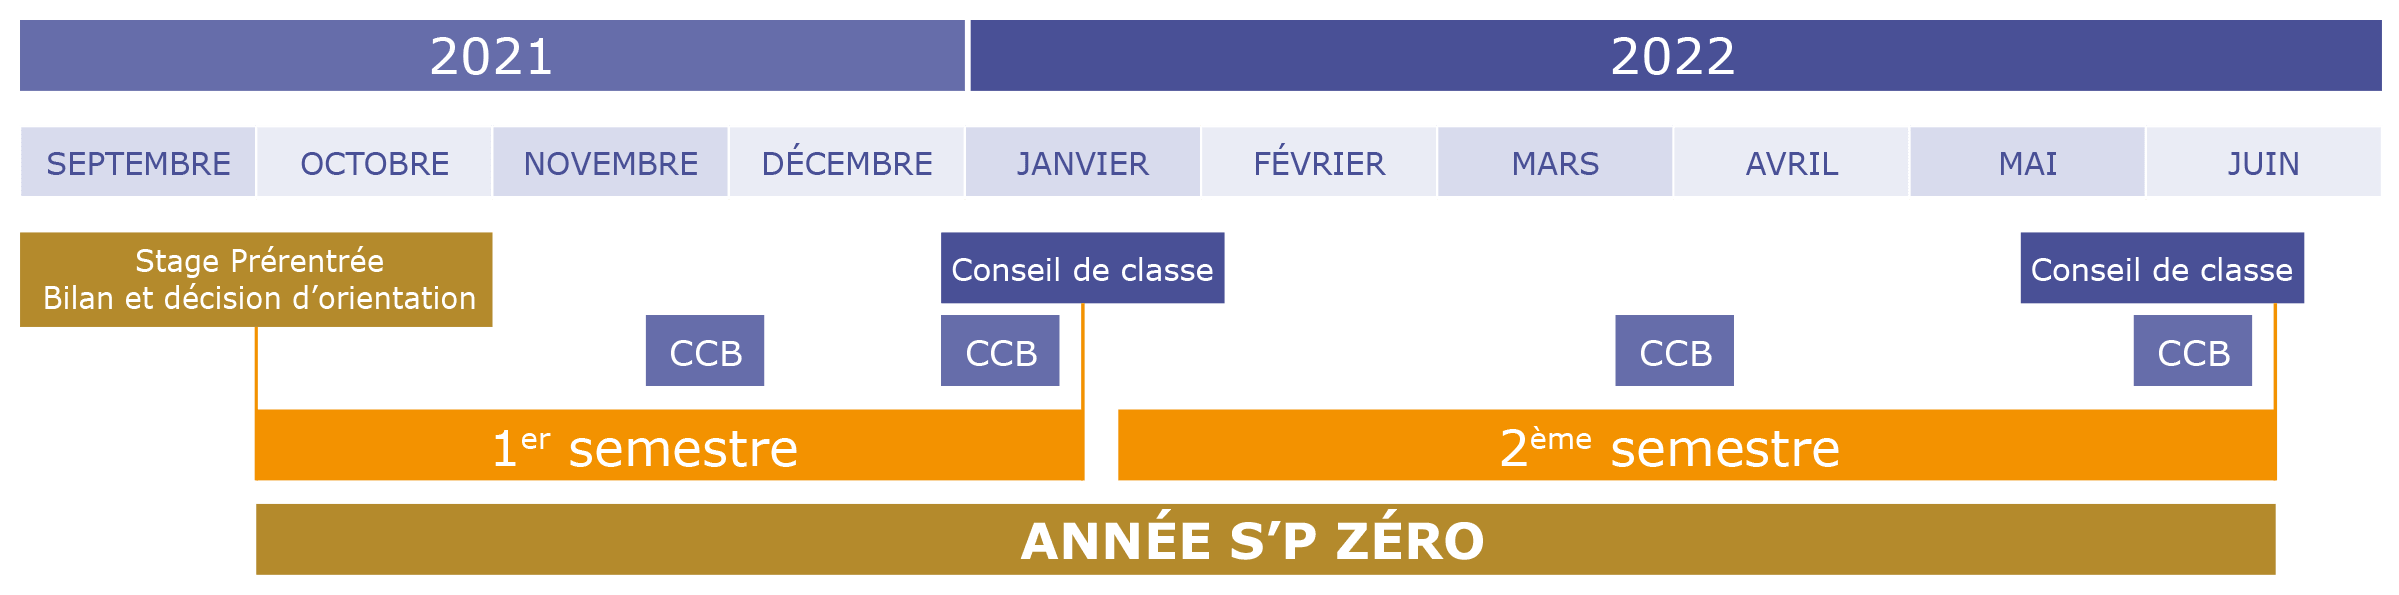 2021
2022
SEPTEMBRE
OCTOBRE
NOVEMBRE
DÉCEMBRE
JANVIER
FÉVRIER
MARS
AVRIL
MAI
JUIN
Stage Prérentrée
Bilan et décision d’orientation
Conseil de classe
Conseil de classe
CCB
CCB
CCB
CCB
1er semestre
2ème semestre
ANNÉE S’P ZÉRO